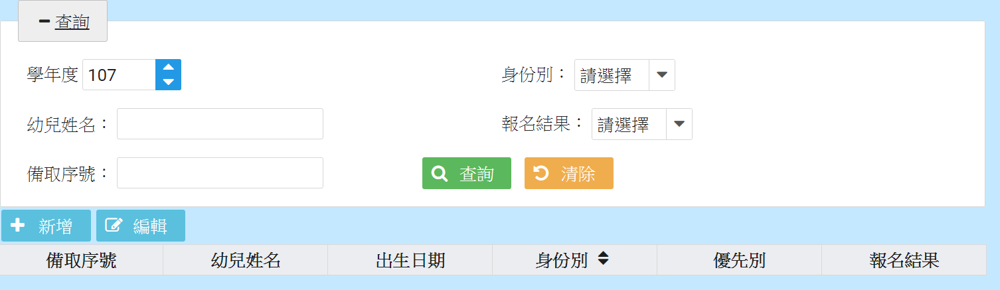 查詢
學年度 107 身份別： 請選擇
幼兒姓名： 報名結果： 請選擇
備取序號： 查詢 清除
新增 編輯
備取序號 幼兒姓名 出生日期 身份別 優先別 報名結果